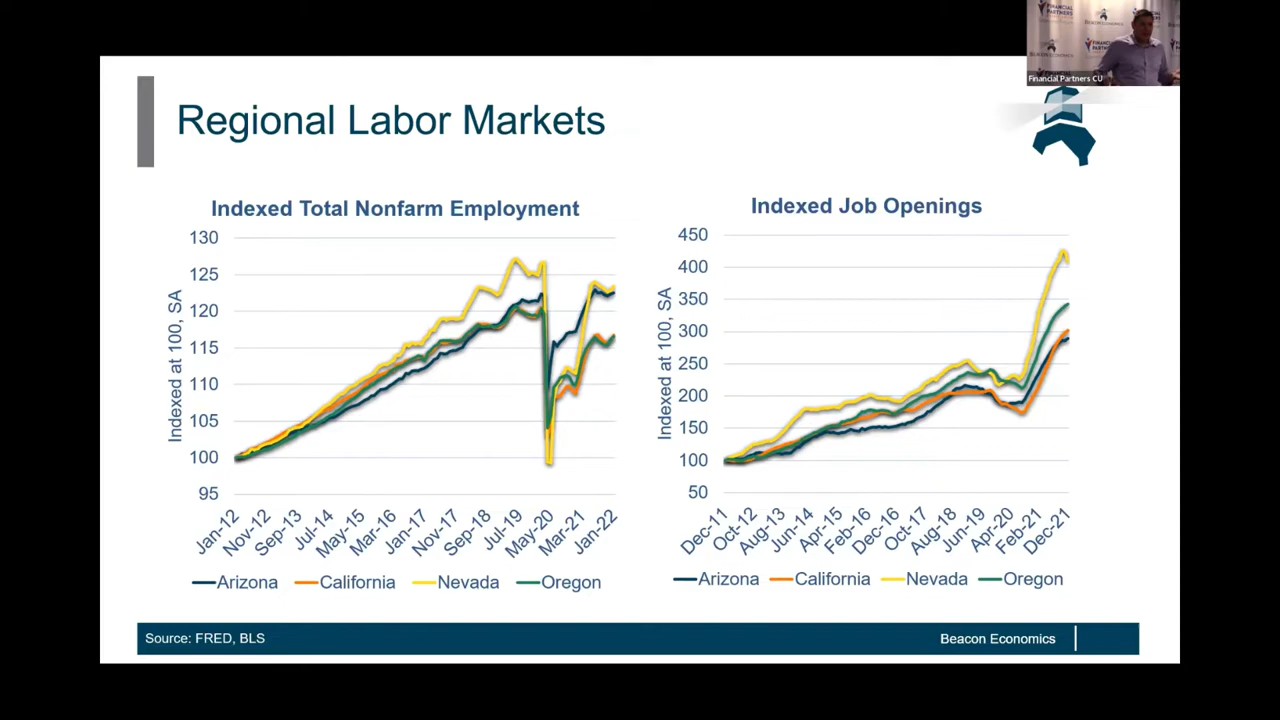 Financial Partners CU
Regional Labor Markets
Indexed Total Nonfarm Employment
Indexed at 100, SA
130
125
120
115
110
105
100
95
Jan-12
Nov-12
Sep-13
Jul-14
May-15
Mar-16
Jan-17
Nov-17
Sep-18
Jul-19
May-20
Mar-21
Jan-22
Arizona California Nevada Oregon
Indexed Job Openings
Indexed at 100, SA
450
400
350
300
250
200
150
100
50
Dec-11
Oct-12
Aug-13
Jun-14
Apr-15
Feb-16
Dec-16
Oct-17
Aug-18
Jun-19
Apr-20
Feb-21
Dec-21
Arizona California Nevada Oregon
Source: FRED, BLS
Beacon Economics